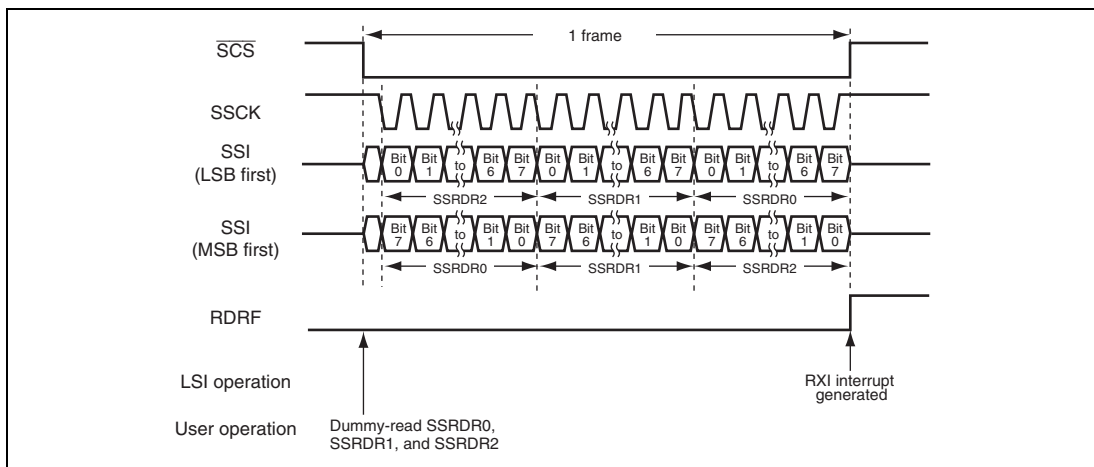 1 frame
SCS
SSCK
SSI
(LSB first)
Bit 0 Bit 1 to Bit 6 Bit 7 Bit 0 Bit 1 to Bit 6 Bit 7 Bit 0 Bit 1 to Bit 6 Bit 7
SSRDR2 SSRDR1 SSRDR0
SSI
(MSB first)
Bit 7 Bit 6 to Bit 1 Bit 0 Bit 7 Bit 6 to Bit 1 Bit 0 Bit 7 Bit 6 to Bit 1 Bit 0
SSRDR0 SSRDR1 SSRDR2
RDRF
LSI operation
RXI interrupt
generated
User operation
Dummy-read SSRDR0,
SSRDR1, and SSRDR2